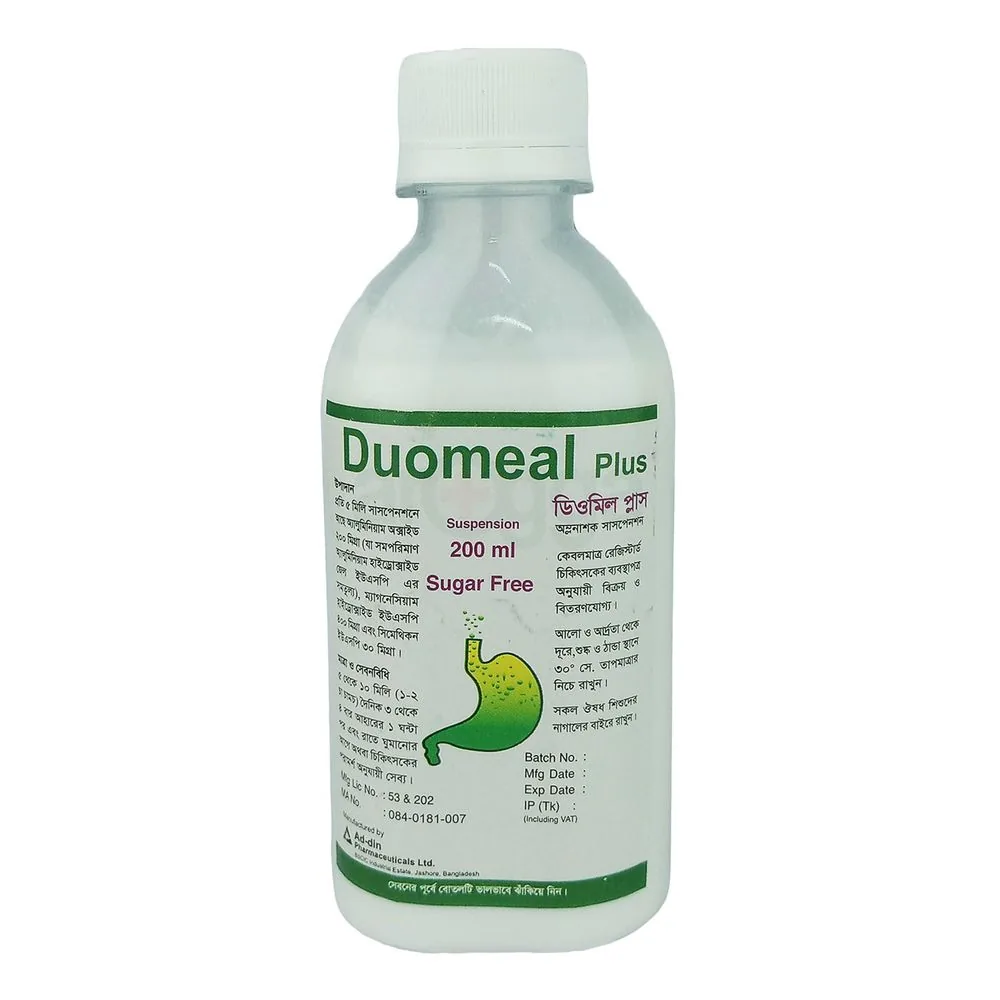 Duomeal Plus
ডিওমিল প্লাস
অম্লনাশক সাসপেনশন
Suspension
200 ml
Sugar Free
উপাদান
প্রতি ৫ মিলি সাসপেনশনে
আছে অ্যালুমিনিয়াম অক্সাইড
২০০ মিগ্রা (যা সমপরিমাণ
অ্যালুমিনিয়াম হাইড্রোক্সাইড
জেল ইউএসপি এর
সমতুল্য), ম্যাগনেসিয়াম
হাইড্রোক্সাইড ইউএসপি
৪০০ মিগ্রা এবং সিমেথিকন
ইউএসপি ৩০ মিগ্রা।
মাত্রা ও সেবনবিধি
৫ থেকে ১০ মিলি (১-২
চা চামচ) দৈনিক ৩ থেকে
৪ বার আহারের ১ ঘন্টা
পর এবং রাতে ঘুমানোর
আগে অথবা চিকিৎসকের
পরামর্শ অনুযায়ী সেব্য।
Mfg Lic No. : 53 & 202
MA No. : 084-0181-007
Manufactured by
Ad-din
Pharmaceuticals Ltd.
BSCIC Industrial Estate, Jashore, Bangladesh
কেবলমাত্র রেজিস্টার্ড
চিকিৎসকের ব্যবস্থাপত্র
অনুযায়ী বিক্রয় ও
বিতরণযোগ্য।
আলো ও আর্দ্রতা থেকে
দূরে,শুষ্ক ও ঠান্ডা স্থানে
৩০° সে. তাপমাত্রার
নিচে রাখুন।
সকল ঔষধ শিশুদের
নাগালের বাইরে রাখুন।
Batch No. :
Mfg Date :
Exp Date :
IP (Tk) :
(Including VAT)
সেবনের পূর্বে বোতলটি ভালভাবে ঝাঁকিয়ে নিন।